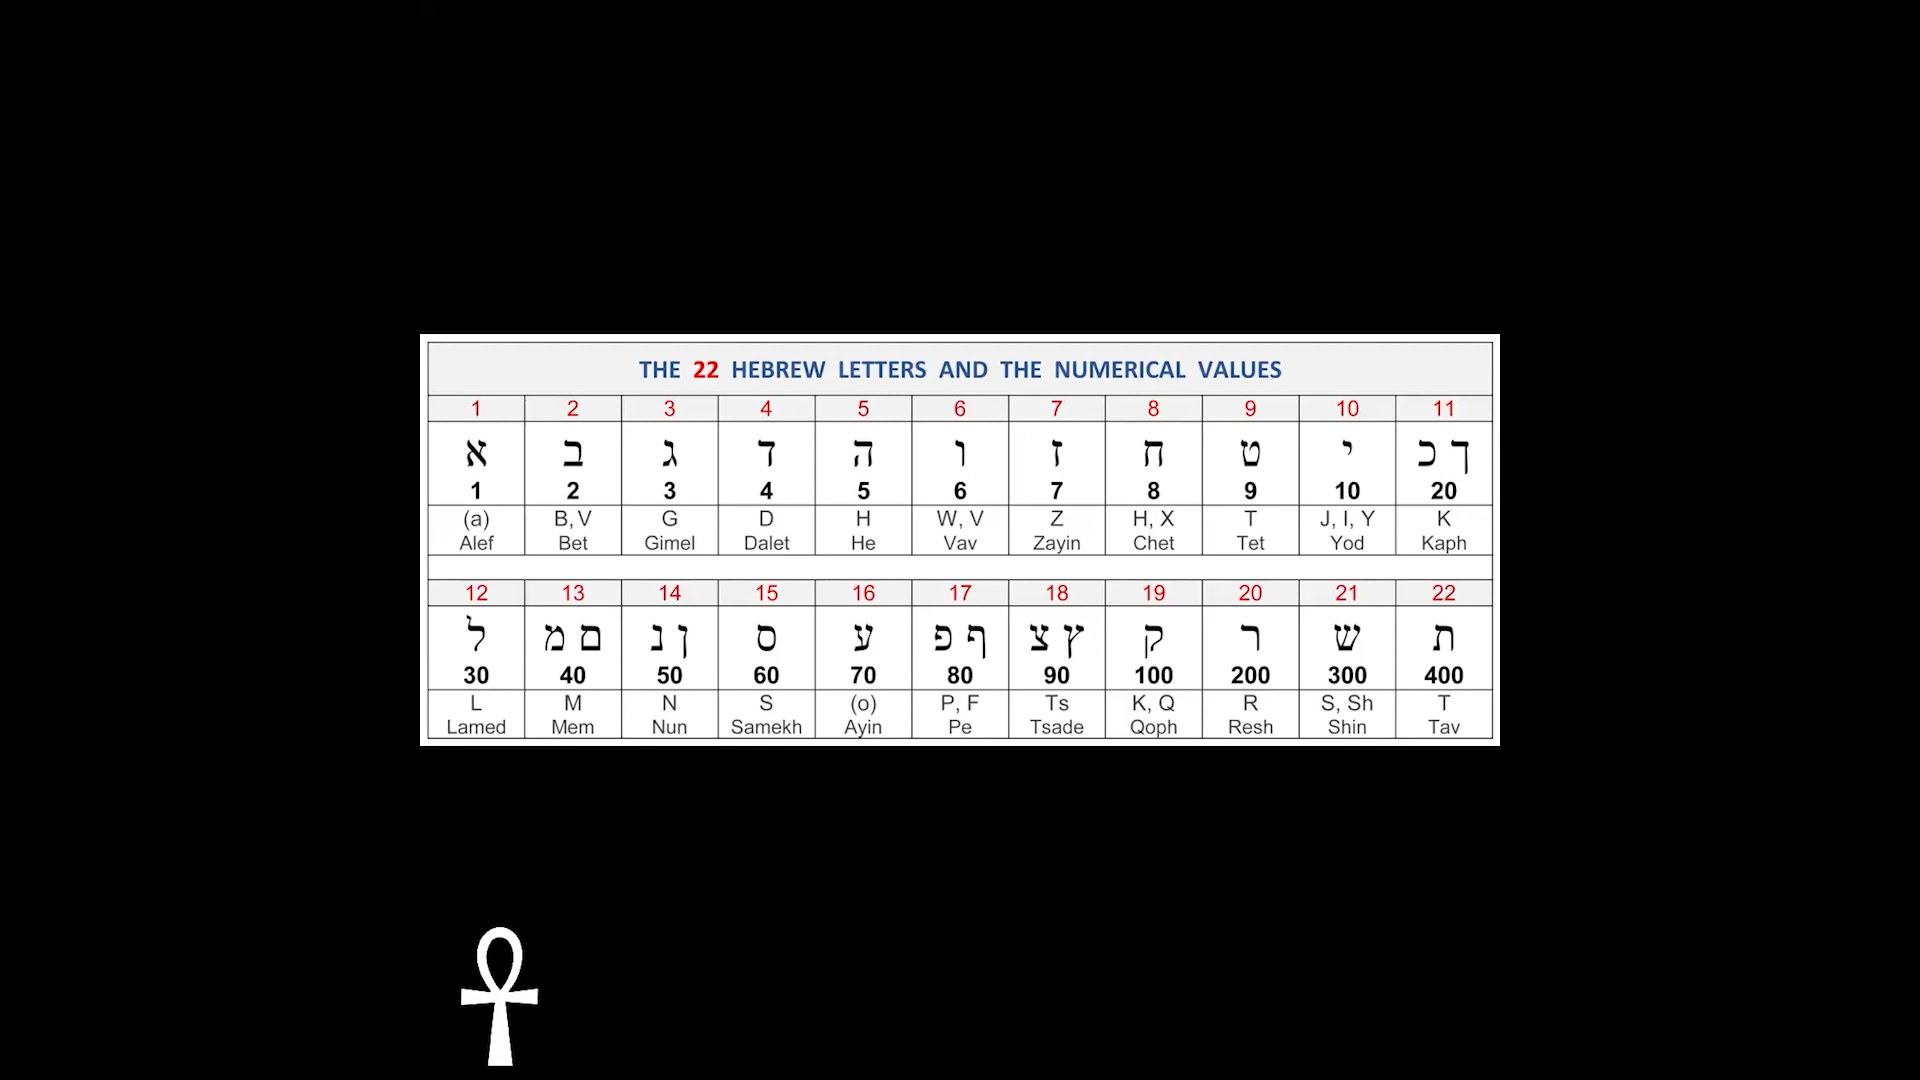 THE 22 HEBREW LETTERS AND THE NUMERICAL VALUES
1 2 3 4 5 6 7 8 9 10 11
א ב ג ד ה ו ז ח ט י כ ך
1 2 3 4 5 6 7 8 9 10 20
(a) B, V G D H W, V Z H, X T J, I, Y K
Alef Bet Gimel Dalet He Vav Zayin Chet Tet Yod Kaph
12 13 14 15 16 17 18 19 20 21 22
ל מ ם נ ן ס ע פ ף צ ץ ק ר ש ת
30 40 50 60 70 80 90 100 200 300 400
L M N S (o) P, F Ts K, Q R S, Sh T
Lamed Mem Nun Samekh Ayin Pe Tsade Qoph Resh Shin Tav